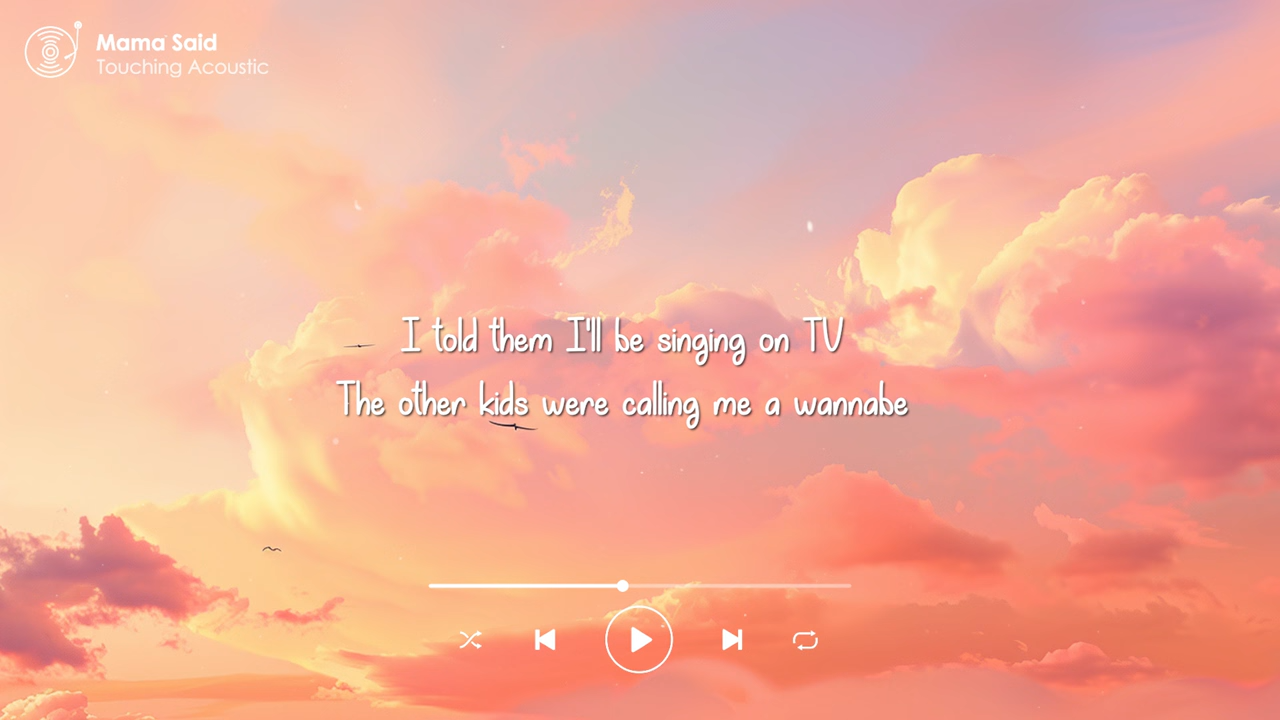 Mama Said
Touching Acoustic
I told them I'll be singing on TV
The other kids were calling me a wannabe